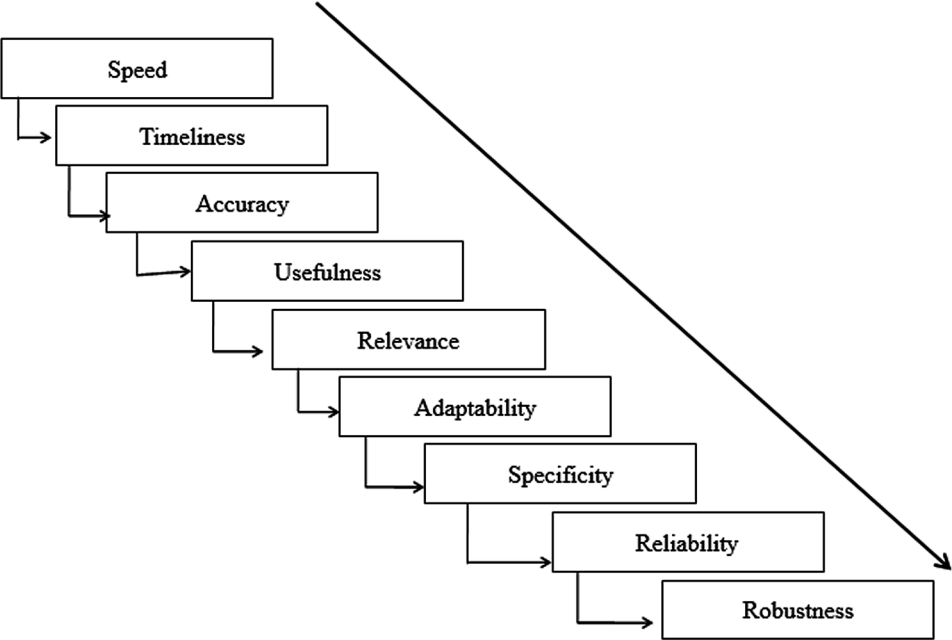 Speed
Timeliness
Accuracy
Usefulness
Relevance
Adaptability
Specificity
Reliability
Robustness